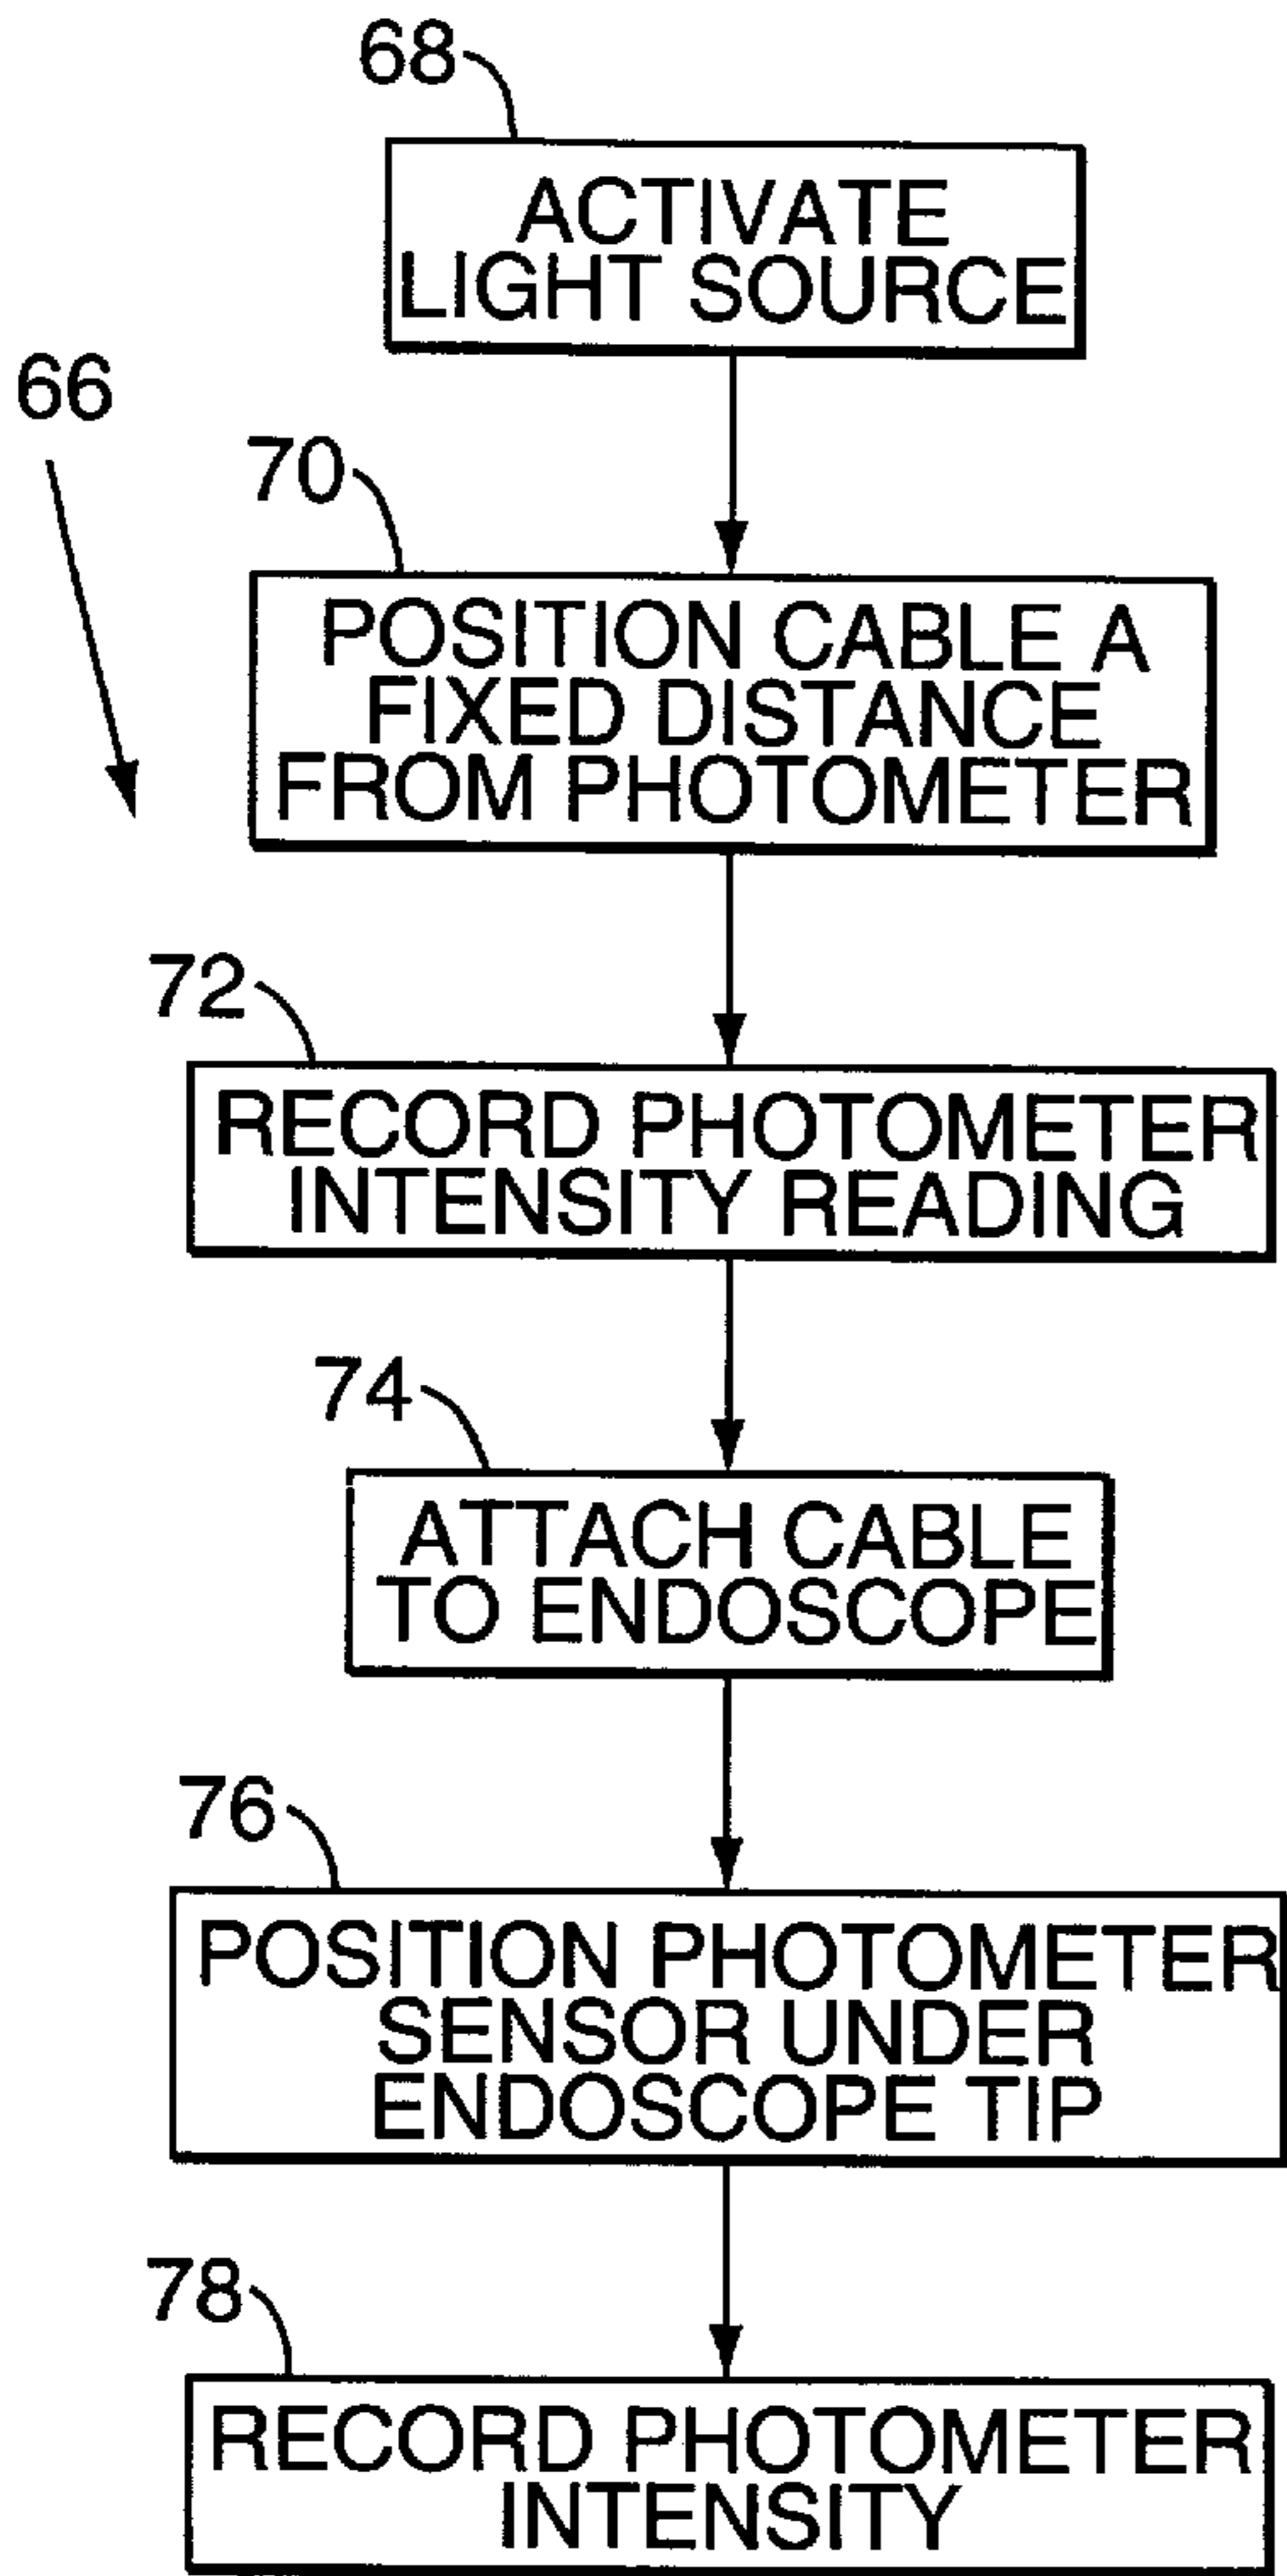 68
ACTIVATE
LIGHT SOURCE
66
70
POSITION CABLE A
FIXED DISTANCE
FROM PHOTOMETER
72
RECORD PHOTOMETER
INTENSITY READING
74
ATTACH CABLE
TO ENDOSCOPE
76
POSITION PHOTOMETER
SENSOR UNDER
ENDOSCOPE TIP
78
RECORD PHOTOMETER
INTENSITY